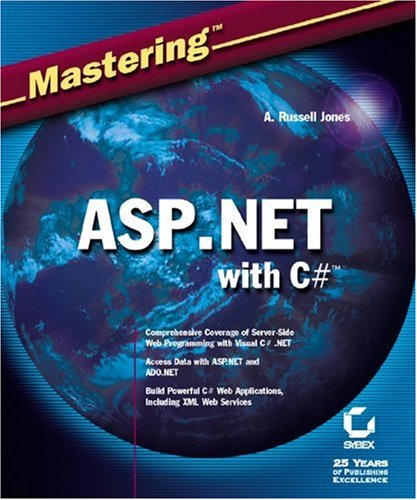 Mastering™
A. Russell Jones
ASP.NET
with C#™
Comprehensive Coverage of Server-Side
Web Programming with Visual C# .NET
Access Data with ASP.NET and
ADO.NET
Build Powerful C# Web Applications,
Including XML Web Services
SYBEX
25 YEARS
OF PUBLISHING
EXCELLENCE